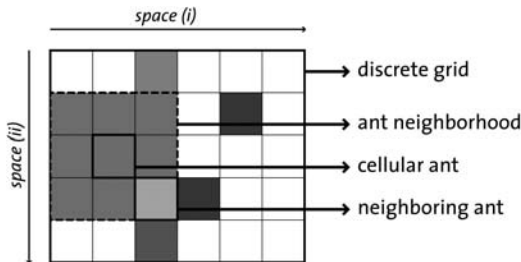 space (i)
space (ii)
discrete grid
ant neighborhood
cellular ant
neighboring ant